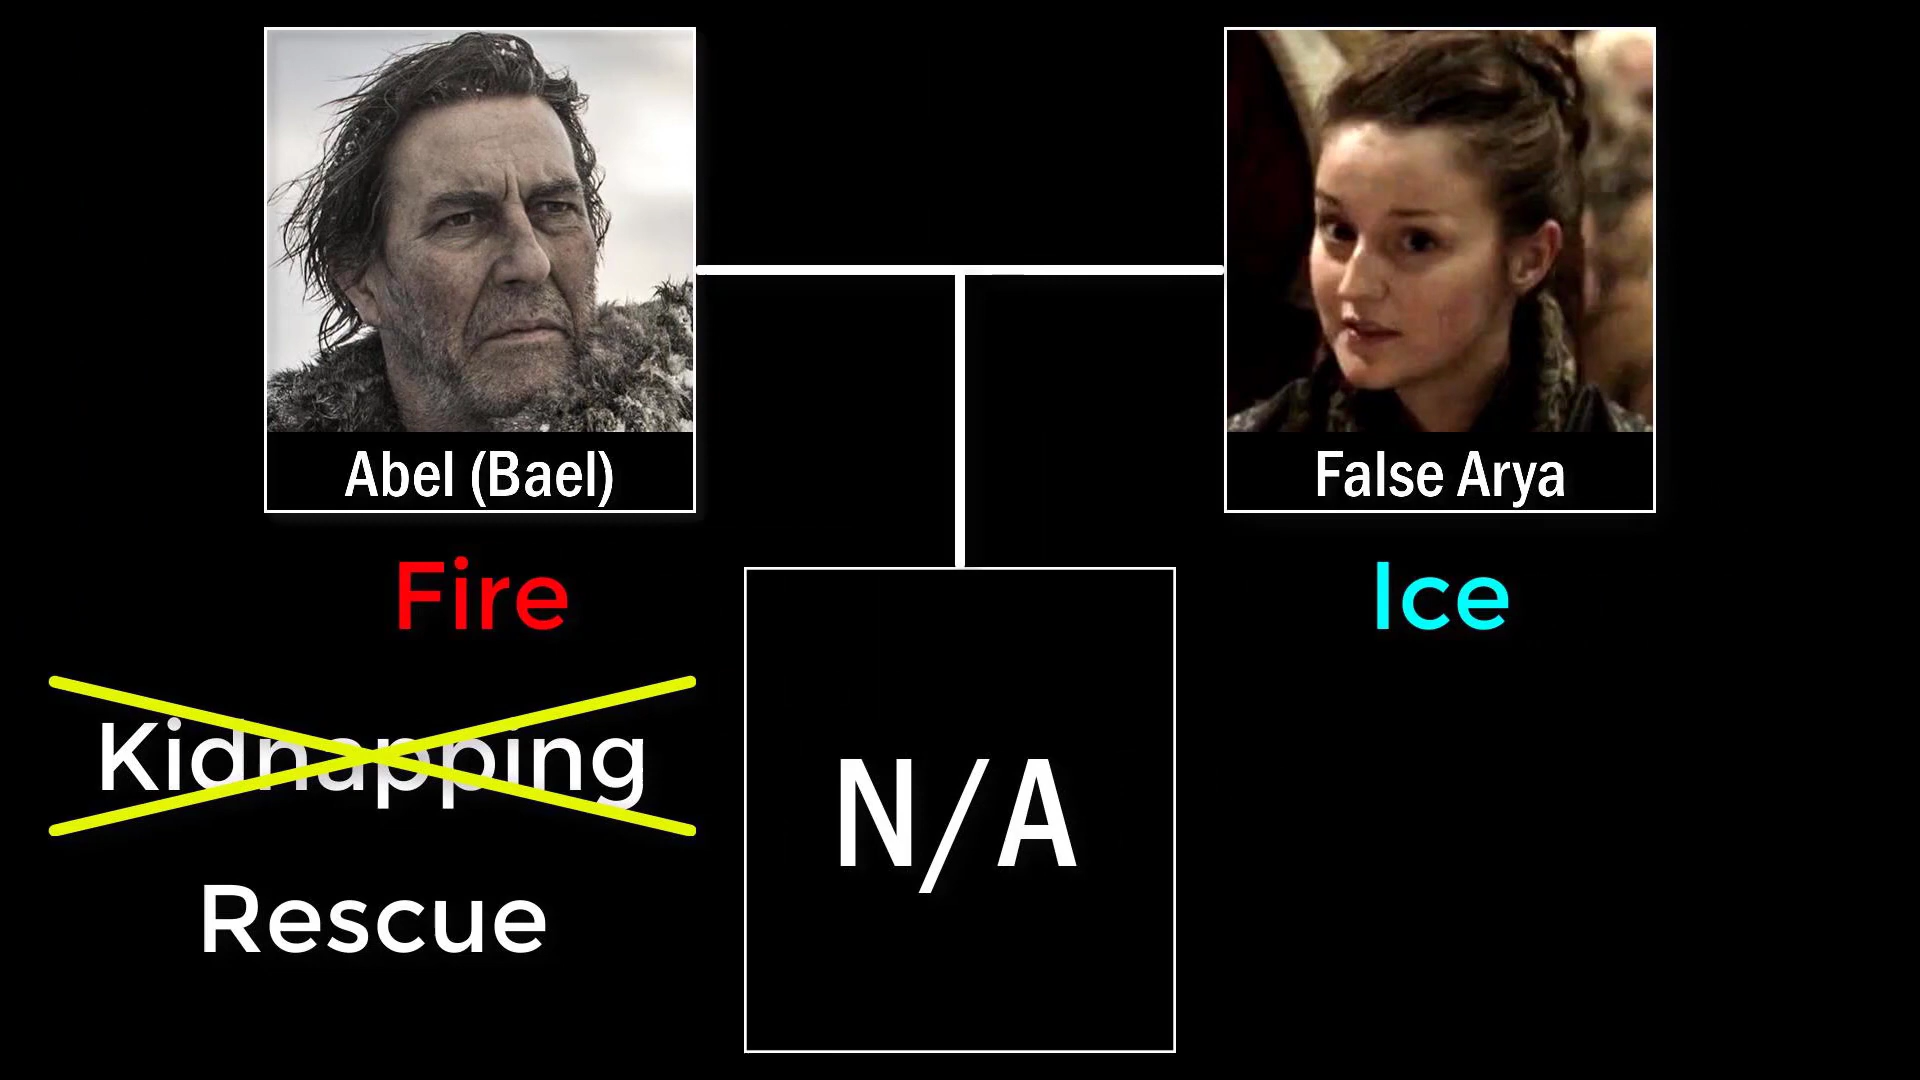 Abel (Bael)
False Arya
Fire
Ice
Kidnapping
Rescue
N/A